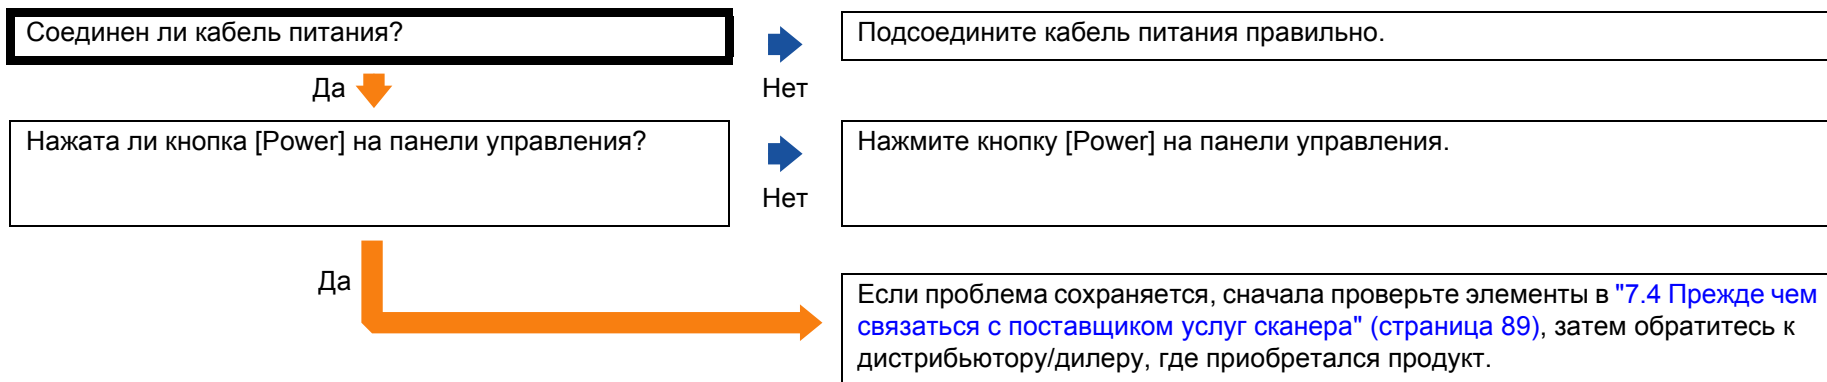 Соединен ли кабель питания?
Подсоедините кабель питания правильно.
Да
Нет
Нажата ли кнопка [Power] на панели управления?
Нажмите кнопку [Power] на панели управления.
Нет
Да
Если проблема сохраняется, сначала проверьте элементы в "7.4 Прежде чем
связаться с поставщиком услуг сканера" (страница 89), затем обратитесь к
дистрибьютору/дилеру, где приобретался продукт.